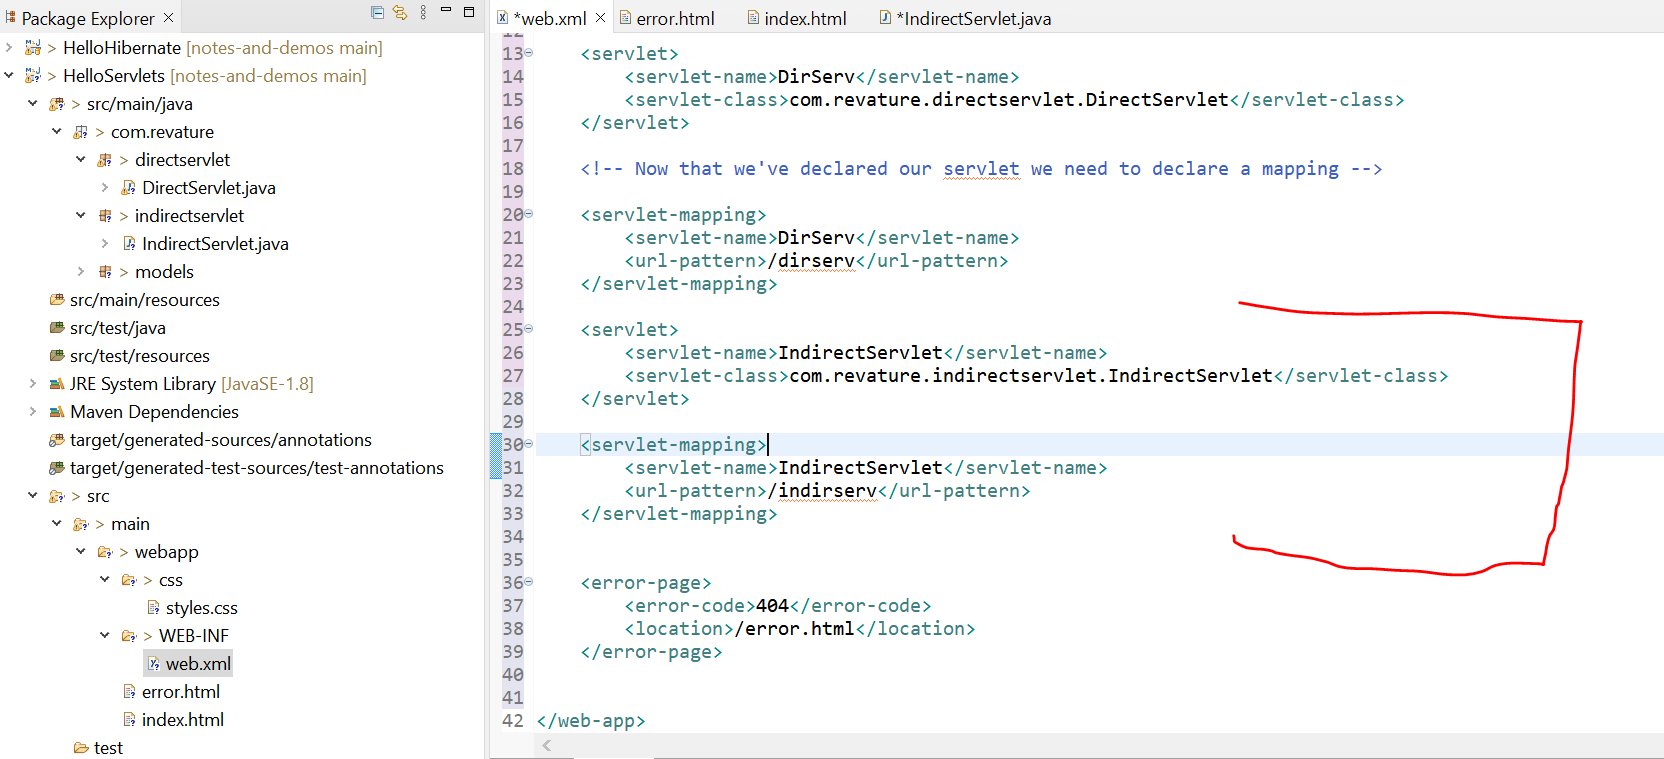 Package Explorer
> HelloHibernate [notes-and-demos main]
> HelloServlets [notes-and-demos main]
> src/main/java
> com.revature
> directservlet
DirectServlet.java
> indirectservlet
IndirectServlet.java
> models
src/main/resources
src/test/java
src/test/resources
JRE System Library [JavaSE-1.8]
Maven Dependencies
target/generated-sources/annotations
target/generated-test-sources/test-annotations
> src
> main
> webapp
> css
styles.css
> WEB-INF
web.xml
error.html
index.html
test
*web.xml error.html index.html *IndirectServlet.java
12
13 <servlet>
14 <servlet-name>DirServ</servlet-name>
15 <servlet-class>com.revature.directservlet.DirectServlet</servlet-class>
16 </servlet>
17
18 <!-- Now that we've declared our servlet we need to declare a mapping -->
19
20 <servlet-mapping>
21 <servlet-name>DirServ</servlet-name>
22 <url-pattern>/dirserv</url-pattern>
23 </servlet-mapping>
24
25 <servlet>
26 <servlet-name>IndirectServlet</servlet-name>
27 <servlet-class>com.revature.indirectservlet.IndirectServlet</servlet-class>
28 </servlet>
29
30 <servlet-mapping>
31 <servlet-name>IndirectServlet</servlet-name>
32 <url-pattern>/indirserv</url-pattern>
33 </servlet-mapping>
34
35
36 <error-page>
37 <error-code>404</error-code>
38 <location>/error.html</location>
39 </error-page>
40
41
42 </web-app>